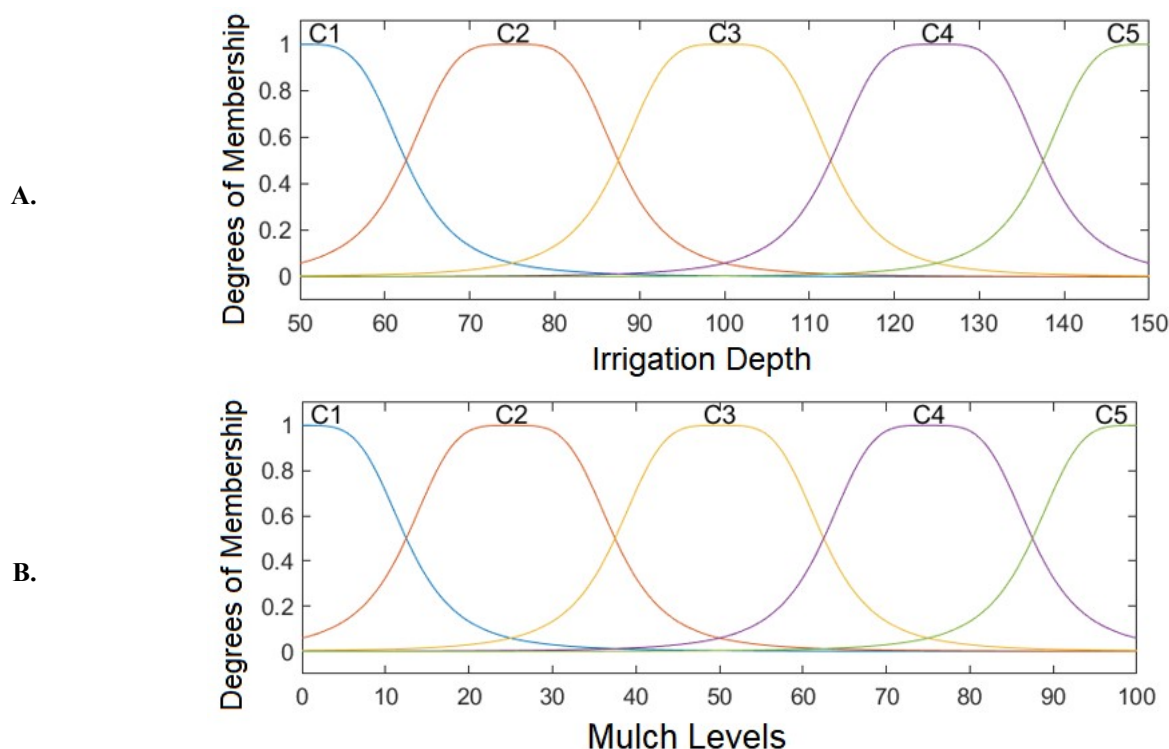 A.
Degrees of Membership
C1 C2 C3 C4 C5
1
0.8
0.6
0.4
0.2
0
50 60 70 80 90 100 110 120 130 140 150
Irrigation Depth
B.
Degrees of Membership
C1 C2 C3 C4 C5
1
0.8
0.6
0.4
0.2
0
0 10 20 30 40 50 60 70 80 90 100
Mulch Levels